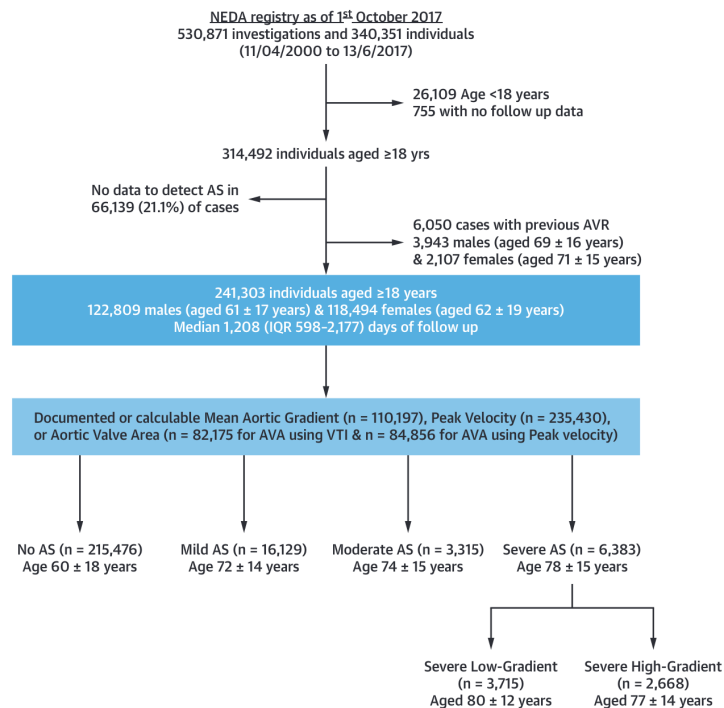 NEDA registry as of 1st October 2017
530,871 investigations and 340,351 individuals
(11/04/2000 to 13/6/2017)
26,109 Age <18 years
755 with no follow up data
314,492 individuals aged ≥18 yrs
No data to detect AS in
66,139 (21.1%) of cases
6,050 cases with previous AVR
3,943 males (aged 69 ± 16 years)
& 2,107 females (aged 71 ± 15 years)
241,303 individuals aged ≥18 years
122,809 males (aged 61 ± 17 years) & 118,494 females (aged 62 ± 19 years)
Median 1,208 (IQR 598–2,177) days of follow up
Documented or calculable Mean Aortic Gradient (n = 110,197), Peak Velocity (n = 235,430),
or Aortic Valve Area (n = 82,175 for AVA using VTI & n = 84,856 for AVA using Peak velocity)
No AS (n = 215,476)
Age 60 ± 18 years
Mild AS (n = 16,129)
Age 72 ± 14 years
Moderate AS (n = 3,315)
Age 74 ± 15 years
Severe AS (n = 6,383)
Age 78 ± 15 years
Severe Low-Gradient
(n = 3,715)
Aged 80 ± 12 years
Severe High-Gradient
(n = 2,668)
Aged 77 ± 14 years